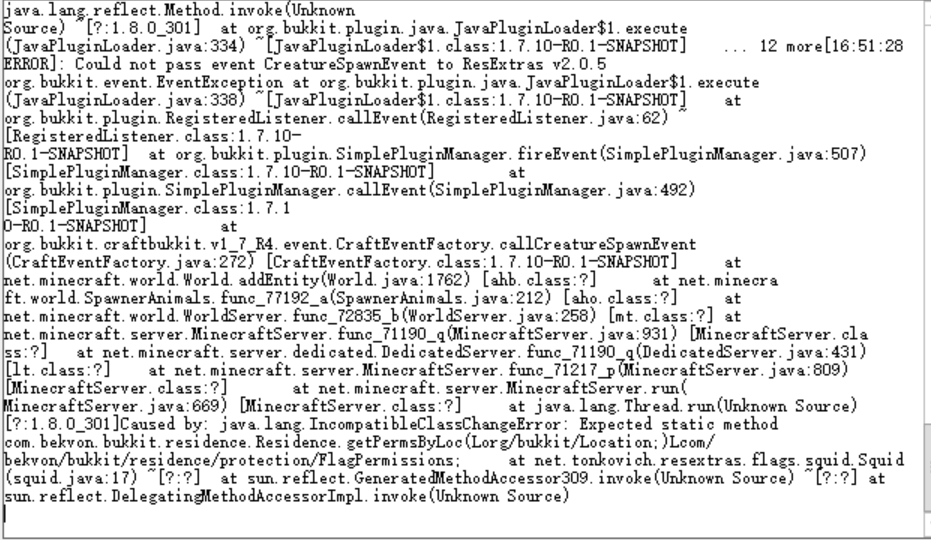 java.lang.reflect.Method.invoke(Unknown
Source) ~[?:1.8.0_301]  at org.bukkit.plugin.java.JavaPluginLoader$1.execute
(JavaPluginLoader.java:334) ~[JavaPluginLoader$1.class:1.7.10-R0.1-SNAPSHOT]    ... 12 more[16:51:28
ERROR]: Could not pass event CreatureSpawnEvent to ResExtras v2.0.5
org.bukkit.event.EventException at org.bukkit.plugin.java.JavaPluginLoader$1.execute
(JavaPluginLoader.java:338) ~[JavaPluginLoader$1.class:1.7.10-R0.1-SNAPSHOT]    at
org.bukkit.plugin.RegisteredListener.callEvent(RegisteredListener.java:62) ~
[RegisteredListener.class:1.7.10-
R0.1-SNAPSHOT]  at org.bukkit.plugin.SimplePluginManager.fireEvent(SimplePluginManager.java:507)
[SimplePluginManager.class:1.7.10-R0.1-SNAPSHOT]        at
org.bukkit.plugin.SimplePluginManager.callEvent(SimplePluginManager.java:492)
[SimplePluginManager.class:1.7.1
0-R0.1-SNAPSHOT]        at
org.bukkit.craftbukkit.v1_7_R4.event.CraftEventFactory.callCreatureSpawnEvent
(CraftEventFactory.java:272) [CraftEventFactory.class:1.7.10-R0.1-SNAPSHOT]     at
net.minecraft.world.World.addEntity(World.java:1762) [ahb.class:?]      at net.minecra
ft.world.SpawnerAnimals.func_77192_a(SpawnerAnimals.java:212) [aho.class:?]     at
net.minecraft.world.WorldServer.func_72835_b(WorldServer.java:258) [mt.class:?] at
net.minecraft.server.MinecraftServer.func_71190_q(MinecraftServer.java:931) [MinecraftServer.cla
ss:?]   at net.minecraft.server.dedicated.DedicatedServer.func_71190_q(DedicatedServer.java:431)
[lt.class:?]    at net.minecraft.server.MinecraftServer.func_71217_p(MinecraftServer.java:809)
[MinecraftServer.class:?]       at net.minecraft.server.MinecraftServer.run(
MinecraftServer.java:669) [MinecraftServer.class:?]     at java.lang.Thread.run(Unknown Source)
[?:1.8.0_301]Caused by: java.lang.IncompatibleClassChangeError: Expected static method
com.bekvon.bukkit.residence.Residence.getPermsByLoc(Lorg/bukkit/Location;)Lcom/
bekvon/bukkit/residence/protection/FlagPermissions;     at net.tonkovich.resextras.flags.squid.Squid
(squid.java:17) ~[?:?]  at sun.reflect.GeneratedMethodAccessor309.invoke(Unknown Source) ~[?:?] at
sun.reflect.DelegatingMethodAccessorImpl.invoke(Unknown Source)